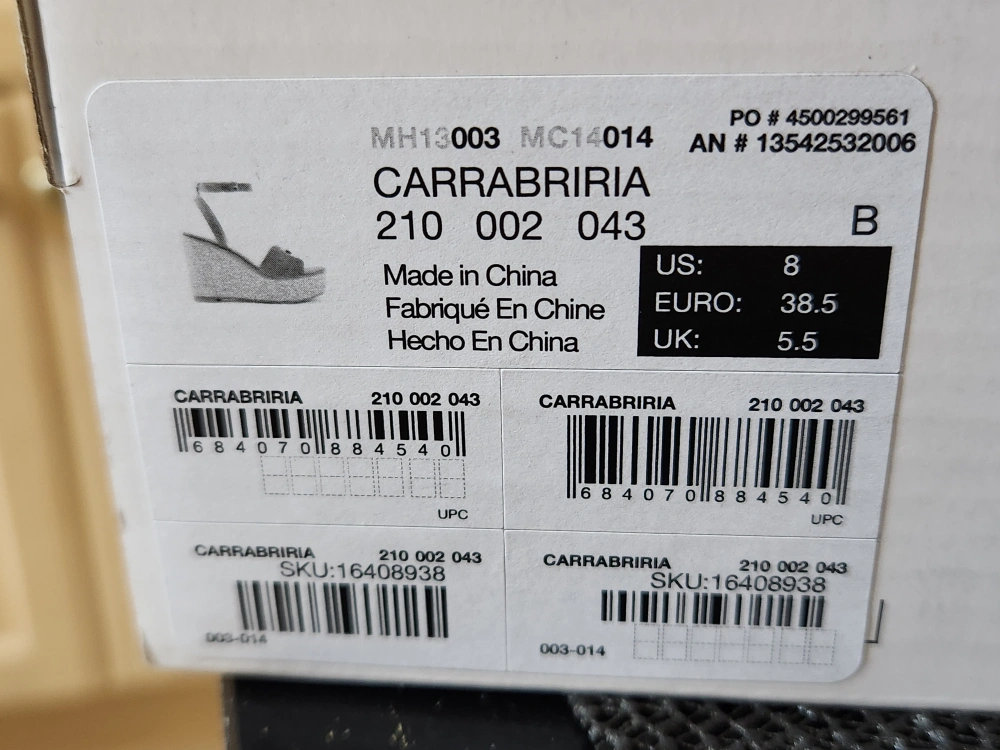 PO # 4500299561
MH13003 MC14014 AN # 13542532006
CARRABRIRIA
210 002 043 B
Made in China
Fabriqué En Chine
Hecho En China
US: 8
EURO: 38.5
UK: 5.5
CARRABRIRIA 210 002 043
684070884540
UPC
CARRABRIRIA 210 002 043
684070884540
UPC
CARRABRIRIA 210 002 043
SKU:16408938
003-014
CARRABRIRIA 210 002 043
SKU:16408938
003-014